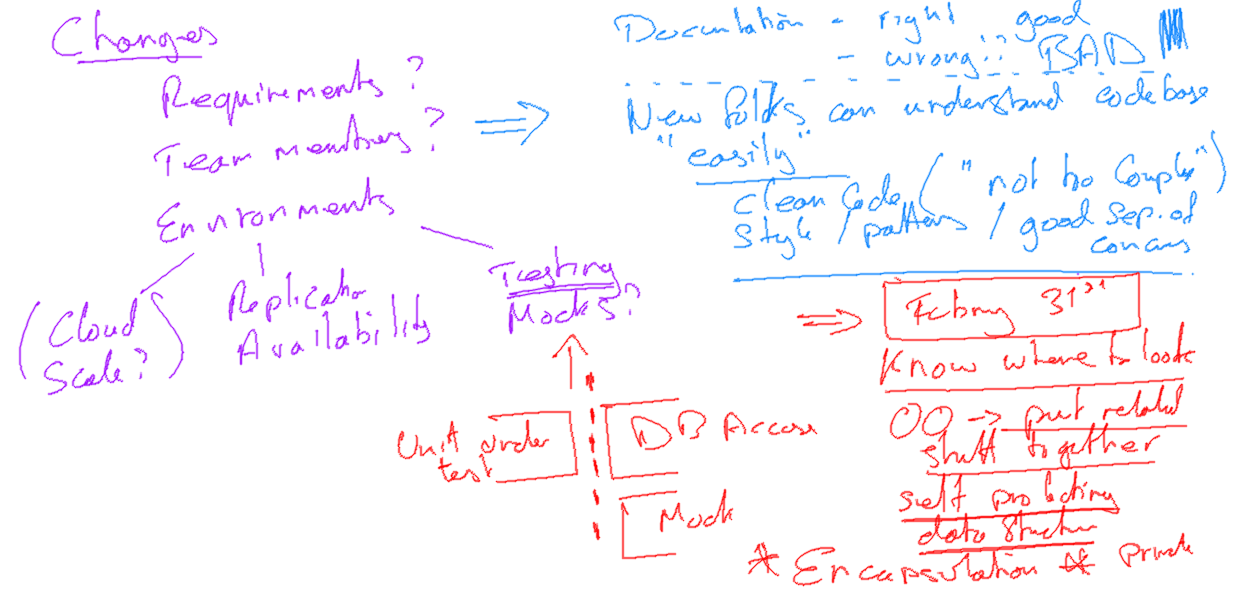 Changes
Requirements?
Team members?
Environments
(Cloud Scale?)
Replication
Availability
Testing
Mocks?
Unit under
test
DB Access
Mock
Documentation - right good
- wrong!! BAD
New folks can understand codebase
"easily"
clean Code ("not too Complex")
Style / patterns / good sep. of
concerns
February 31st
Know where to look
OO -> put related
stuff together
self protecting
data structure
* Encapsulation * private